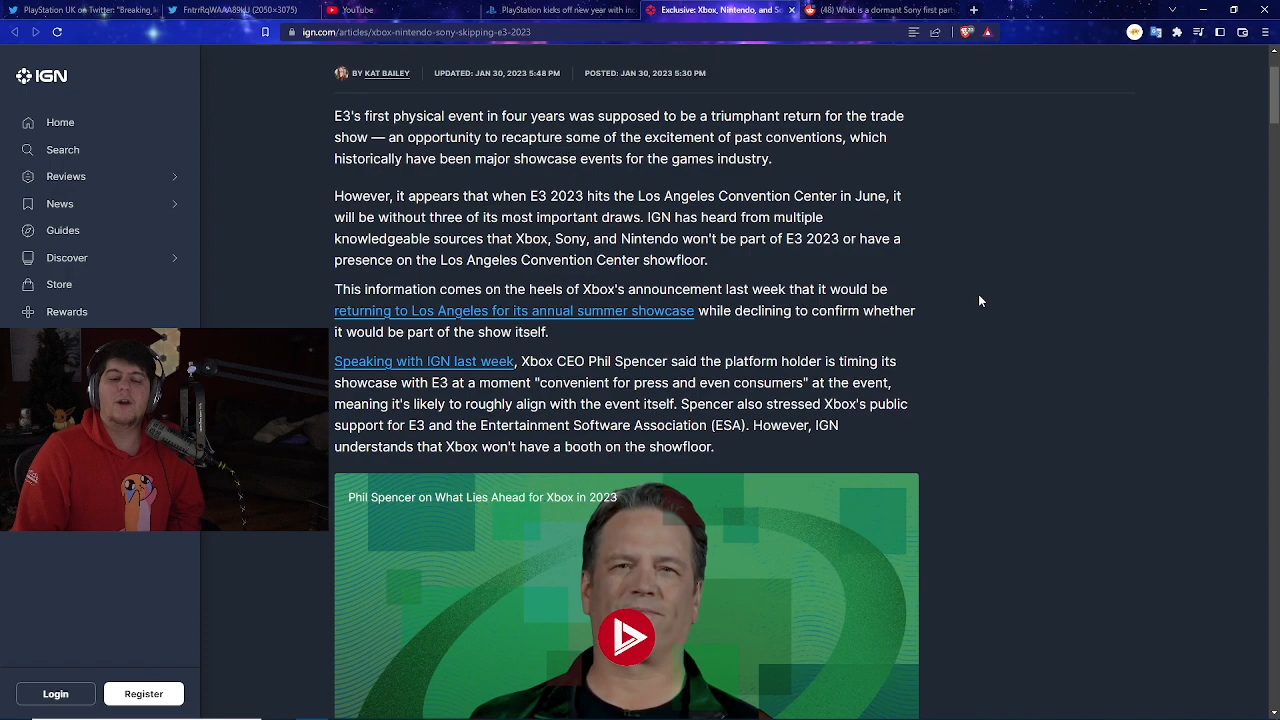 PlayStation UK on Twitter: "Breaking_l
FntrrRqWAAA89kU (2050×3075)
YouTube
PlayStation kicks off new year with inc
Exclusive: Xbox, Nintendo, and So
(48) What is a dormant Sony first part
ign.com/articles/xbox-nintendo-sony-skipping-e3-2023
IGN
BY KAT BAILEY
UPDATED: JAN 30, 2023 5:48 PM
POSTED: JAN 30, 2023 5:30 PM
Home
Search
Reviews
News
Guides
Discover
Store
Rewards
E3's first physical event in four years was supposed to be a triumphant return for the trade
show — an opportunity to recapture some of the excitement of past conventions, which
historically have been major showcase events for the games industry.
However, it appears that when E3 2023 hits the Los Angeles Convention Center in June, it
will be without three of its most important draws. IGN has heard from multiple
knowledgeable sources that Xbox, Sony, and Nintendo won't be part of E3 2023 or have a
presence on the Los Angeles Convention Center showfloor.
This information comes on the heels of Xbox's announcement last week that it would be
returning to Los Angeles for its annual summer showcase while declining to confirm whether
it would be part of the show itself.
Speaking with IGN last week, Xbox CEO Phil Spencer said the platform holder is timing its
showcase with E3 at a moment "convenient for press and even consumers" at the event,
meaning it's likely to roughly align with the event itself. Spencer also stressed Xbox's public
support for E3 and the Entertainment Software Association (ESA). However, IGN
understands that Xbox won't have a booth on the showfloor.
Phil Spencer on What Lies Ahead for Xbox in 2023
Login
Register